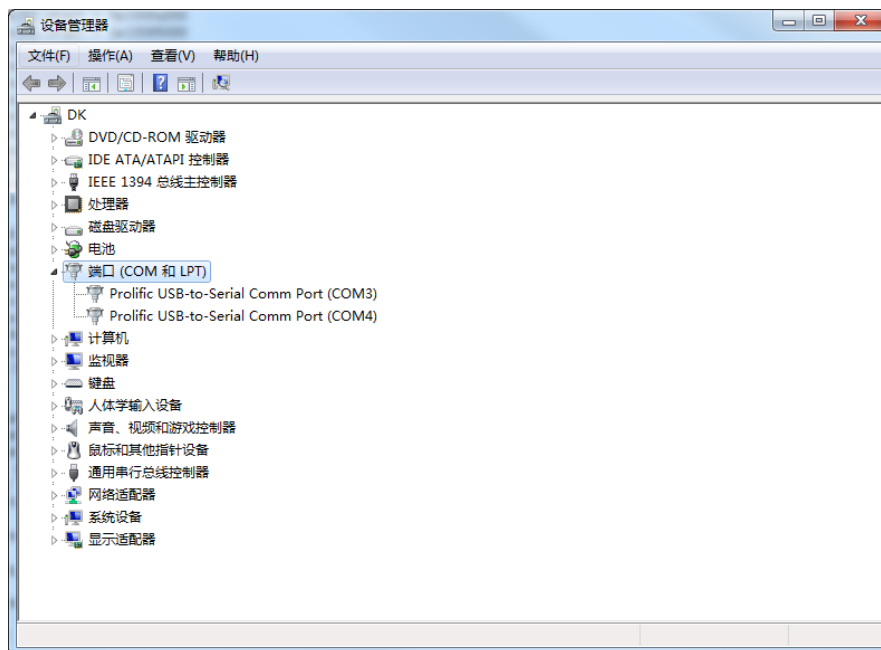 设备管理器
文件(F) 操作(A) 查看(V) 帮助(H)
DK
DVD/CD-ROM 驱动器
IDE ATA/ATAPI 控制器
IEEE 1394 总线主控制器
处理器
磁盘驱动器
电池
端口 (COM 和 LPT)
Prolific USB-to-Serial Comm Port (COM3)
Prolific USB-to-Serial Comm Port (COM4)
计算机
监视器
键盘
人体学输入设备
声音、视频和游戏控制器
鼠标和其他指针设备
通用串行总线控制器
网络适配器
系统设备
显示适配器